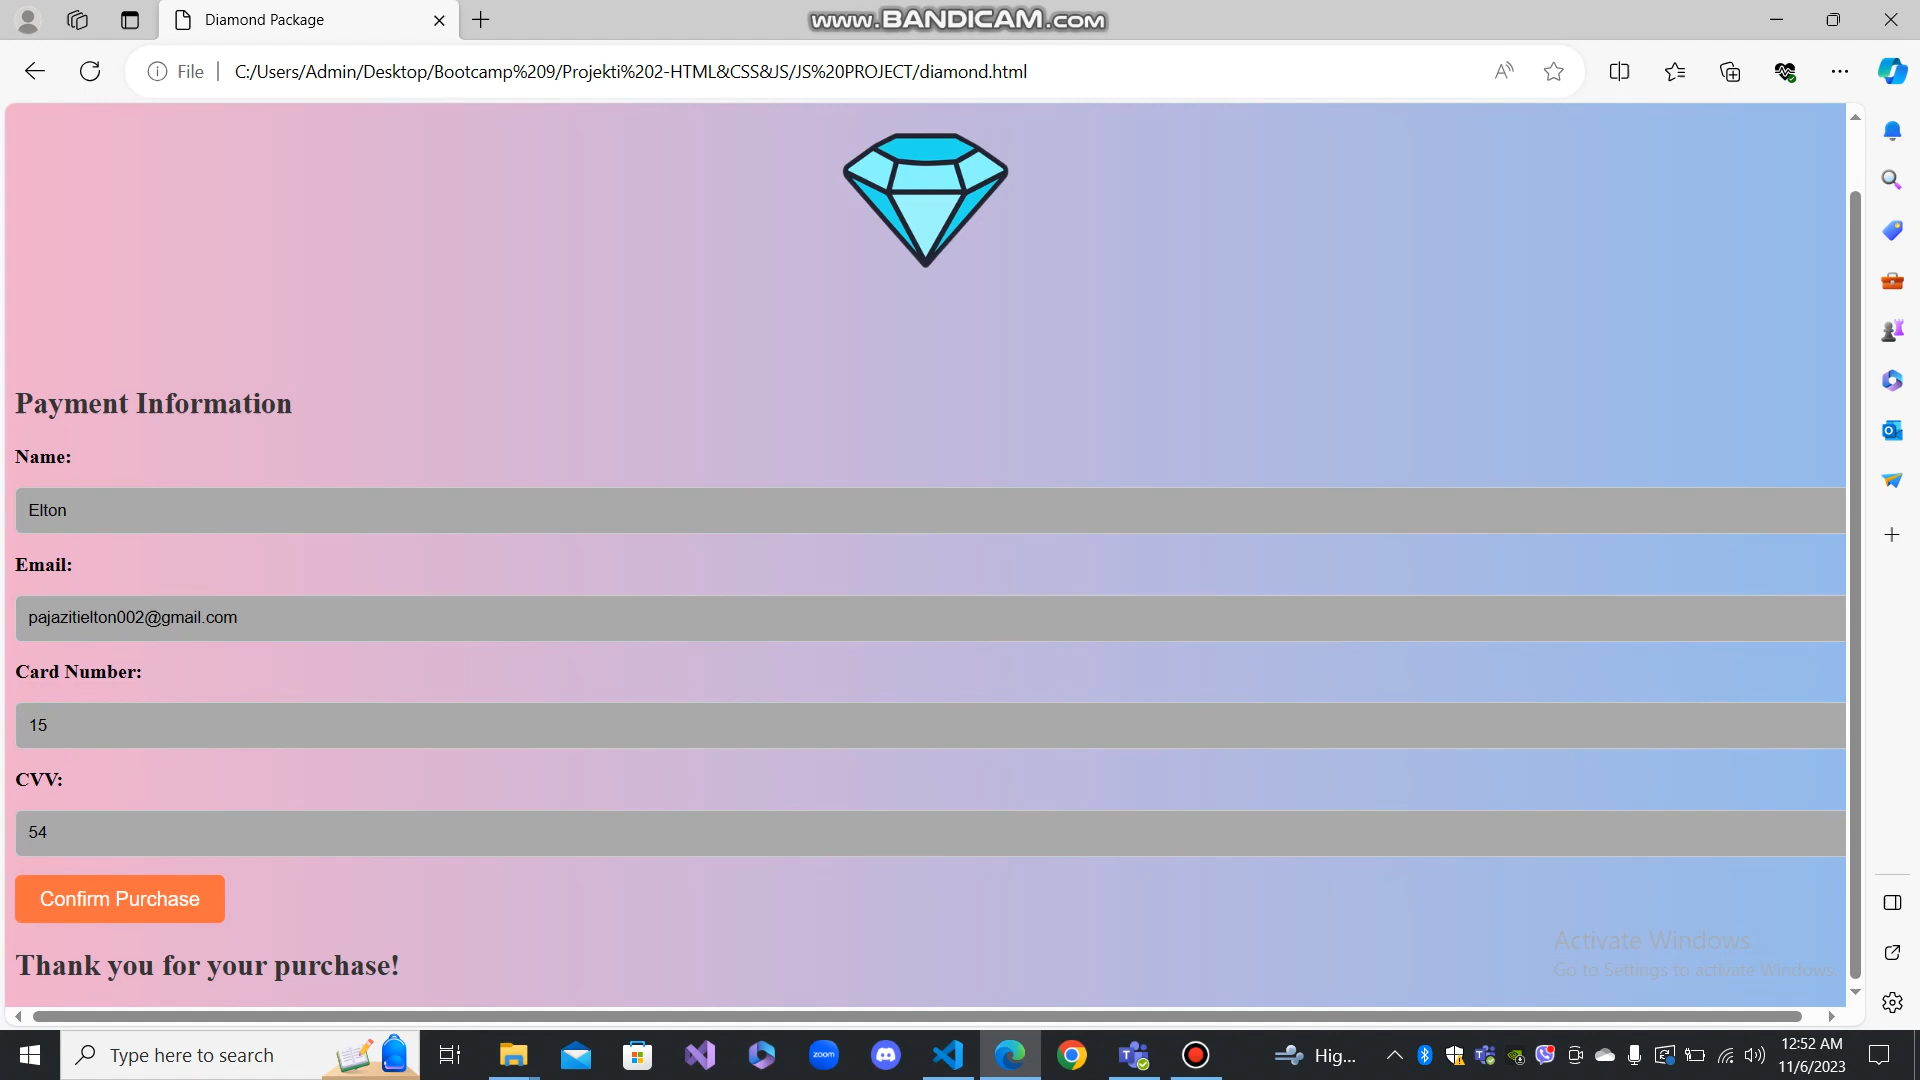 Diamond Package
www.BANDICAM.com
File
C:/Users/Admin/Desktop/Bootcamp%209/Projekti%202-HTML&CSS&JS/JS%20PROJECT/diamond.html
Payment Information
Name:
Elton
Email:
pajazitielton002@gmail.com
Card Number:
15
CVV:
54
Confirm Purchase
Thank you for your purchase!
Activate Windows
Go to Settings to activate Windows.
Type here to search
zoom
Hig...
12:52 AM
11/6/2023